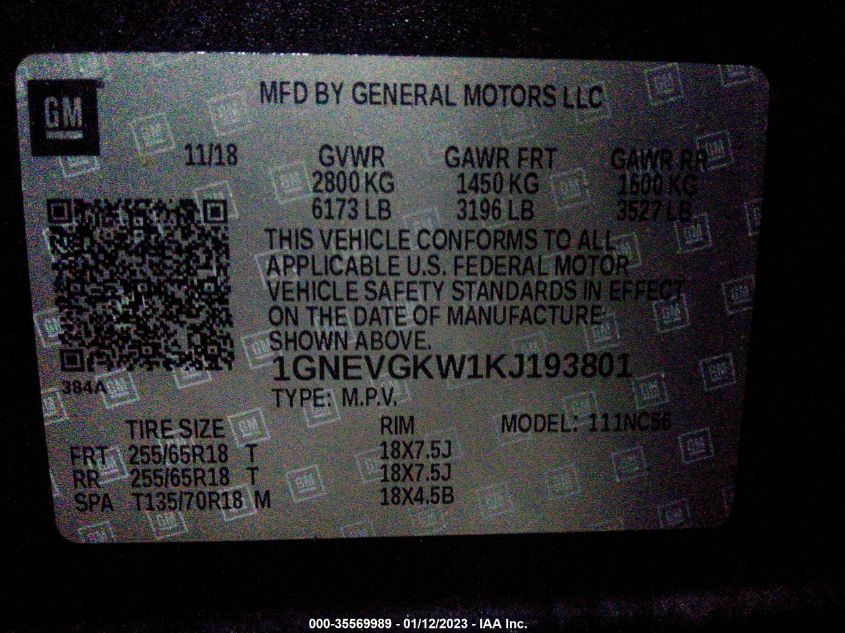 GM
MFD BY GENERAL MOTORS LLC
11/18 GVWR GAWR FRT GAWR RR
2800 KG 1450 KG 1600 KG
6173 LB 3196 LB 3527 LB
THIS VEHICLE CONFORMS TO ALL
APPLICABLE U.S. FEDERAL MOTOR
VEHICLE SAFETY STANDARDS IN EFFECT
ON THE DATE OF MANUFACTURE
SHOWN ABOVE.
1GNEVGKW1KJ193801
384A
TYPE: M.P.V.
TIRE SIZE RIM MODEL: 111NC56
FRT 255/65R18 T 18X7.5J
RR 255/65R18 T 18X7.5J
SPA T135/70R18 M 18X4.5B
000-35569989 - 01/12/2023 - IAA Inc.